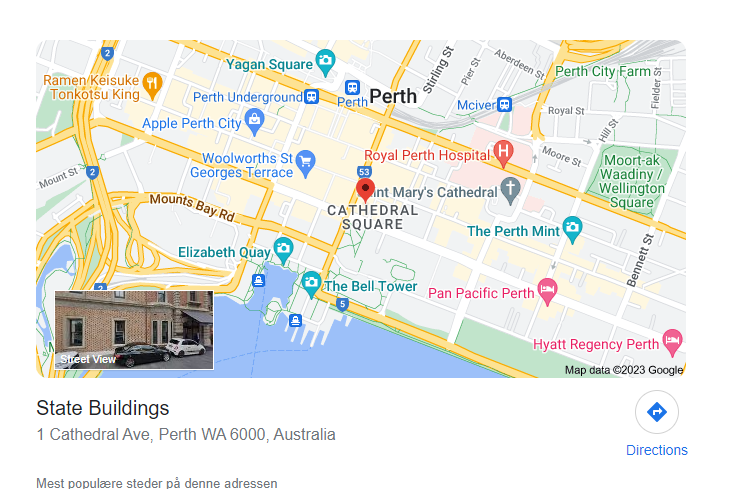 2
Yagan Square
Stirling St
Pier St
Aberdeen St
Perth City Farm
Fielder St
Ramen Keisuke
Tonkotsu King
Perth Underground
Perth
Perth
Mciver
Royal St
Hill St
Apple Perth City
Woolworths St
Georges Terrace
Royal Perth Hospital
Moore St
Moort-ak
Waadiny /
Wellington
Square
Mount St
2
53
int Mary's Cathedral
CATHEDRAL
SQUARE
Mounts Bay Rd
The Perth Mint
Bennett St
Elizabeth Quay
2
The Bell Tower
5
Pan Pacific Perth
Hyatt Regency Perth
Street View
Map data ©2023 Google
State Buildings
1 Cathedral Ave, Perth WA 6000, Australia
Directions
Mest populære steder på denne adressen